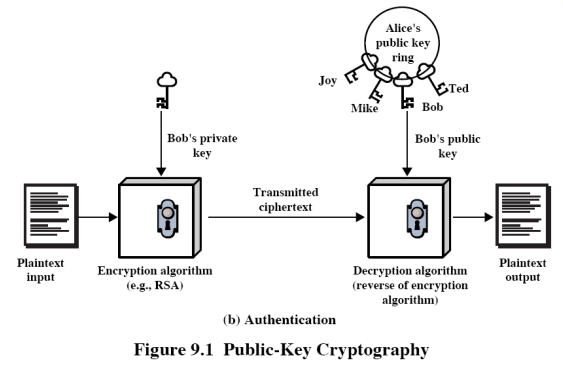 Alice's
public key
ring
Joy
Ted
Mike
Bob
Bob's private
key
Bob's public
key
Transmitted
ciphertext
Plaintext
input
Encryption algorithm
(e.g., RSA)
Decryption algorithm
(reverse of encryption
algorithm)
Plaintext
output
(b) Authentication
Figure 9.1 Public-Key Cryptography